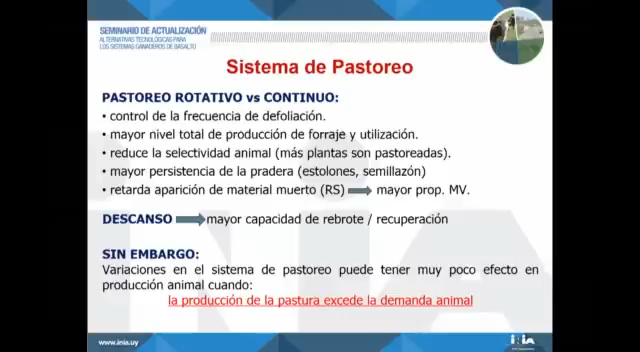 SEMINARIO DE ACTUALIZACIÓN
ALTERNATIVAS TECNOLÓGICAS PARA
LOS SISTEMAS GANADEROS DE BASALTO
Sistema de Pastoreo
PASTOREO ROTATIVO vs CONTINUO:
• control de la frecuencia de defoliación.
• mayor nivel total de producción de forraje y utilización.
• reduce la selectividad animal (más plantas son pastoreadas).
• mayor persistencia de la pradera (estolones, semillazón)
• retarda aparición de material muerto (RS) mayor prop. MV.
DESCANSO mayor capacidad de rebrote / recuperación
SIN EMBARGO:
Variaciones en el sistema de pastoreo puede tener muy poco efecto en
producción animal cuando:
la producción de la pastura excede la demanda animal
www.inia.uy
inia